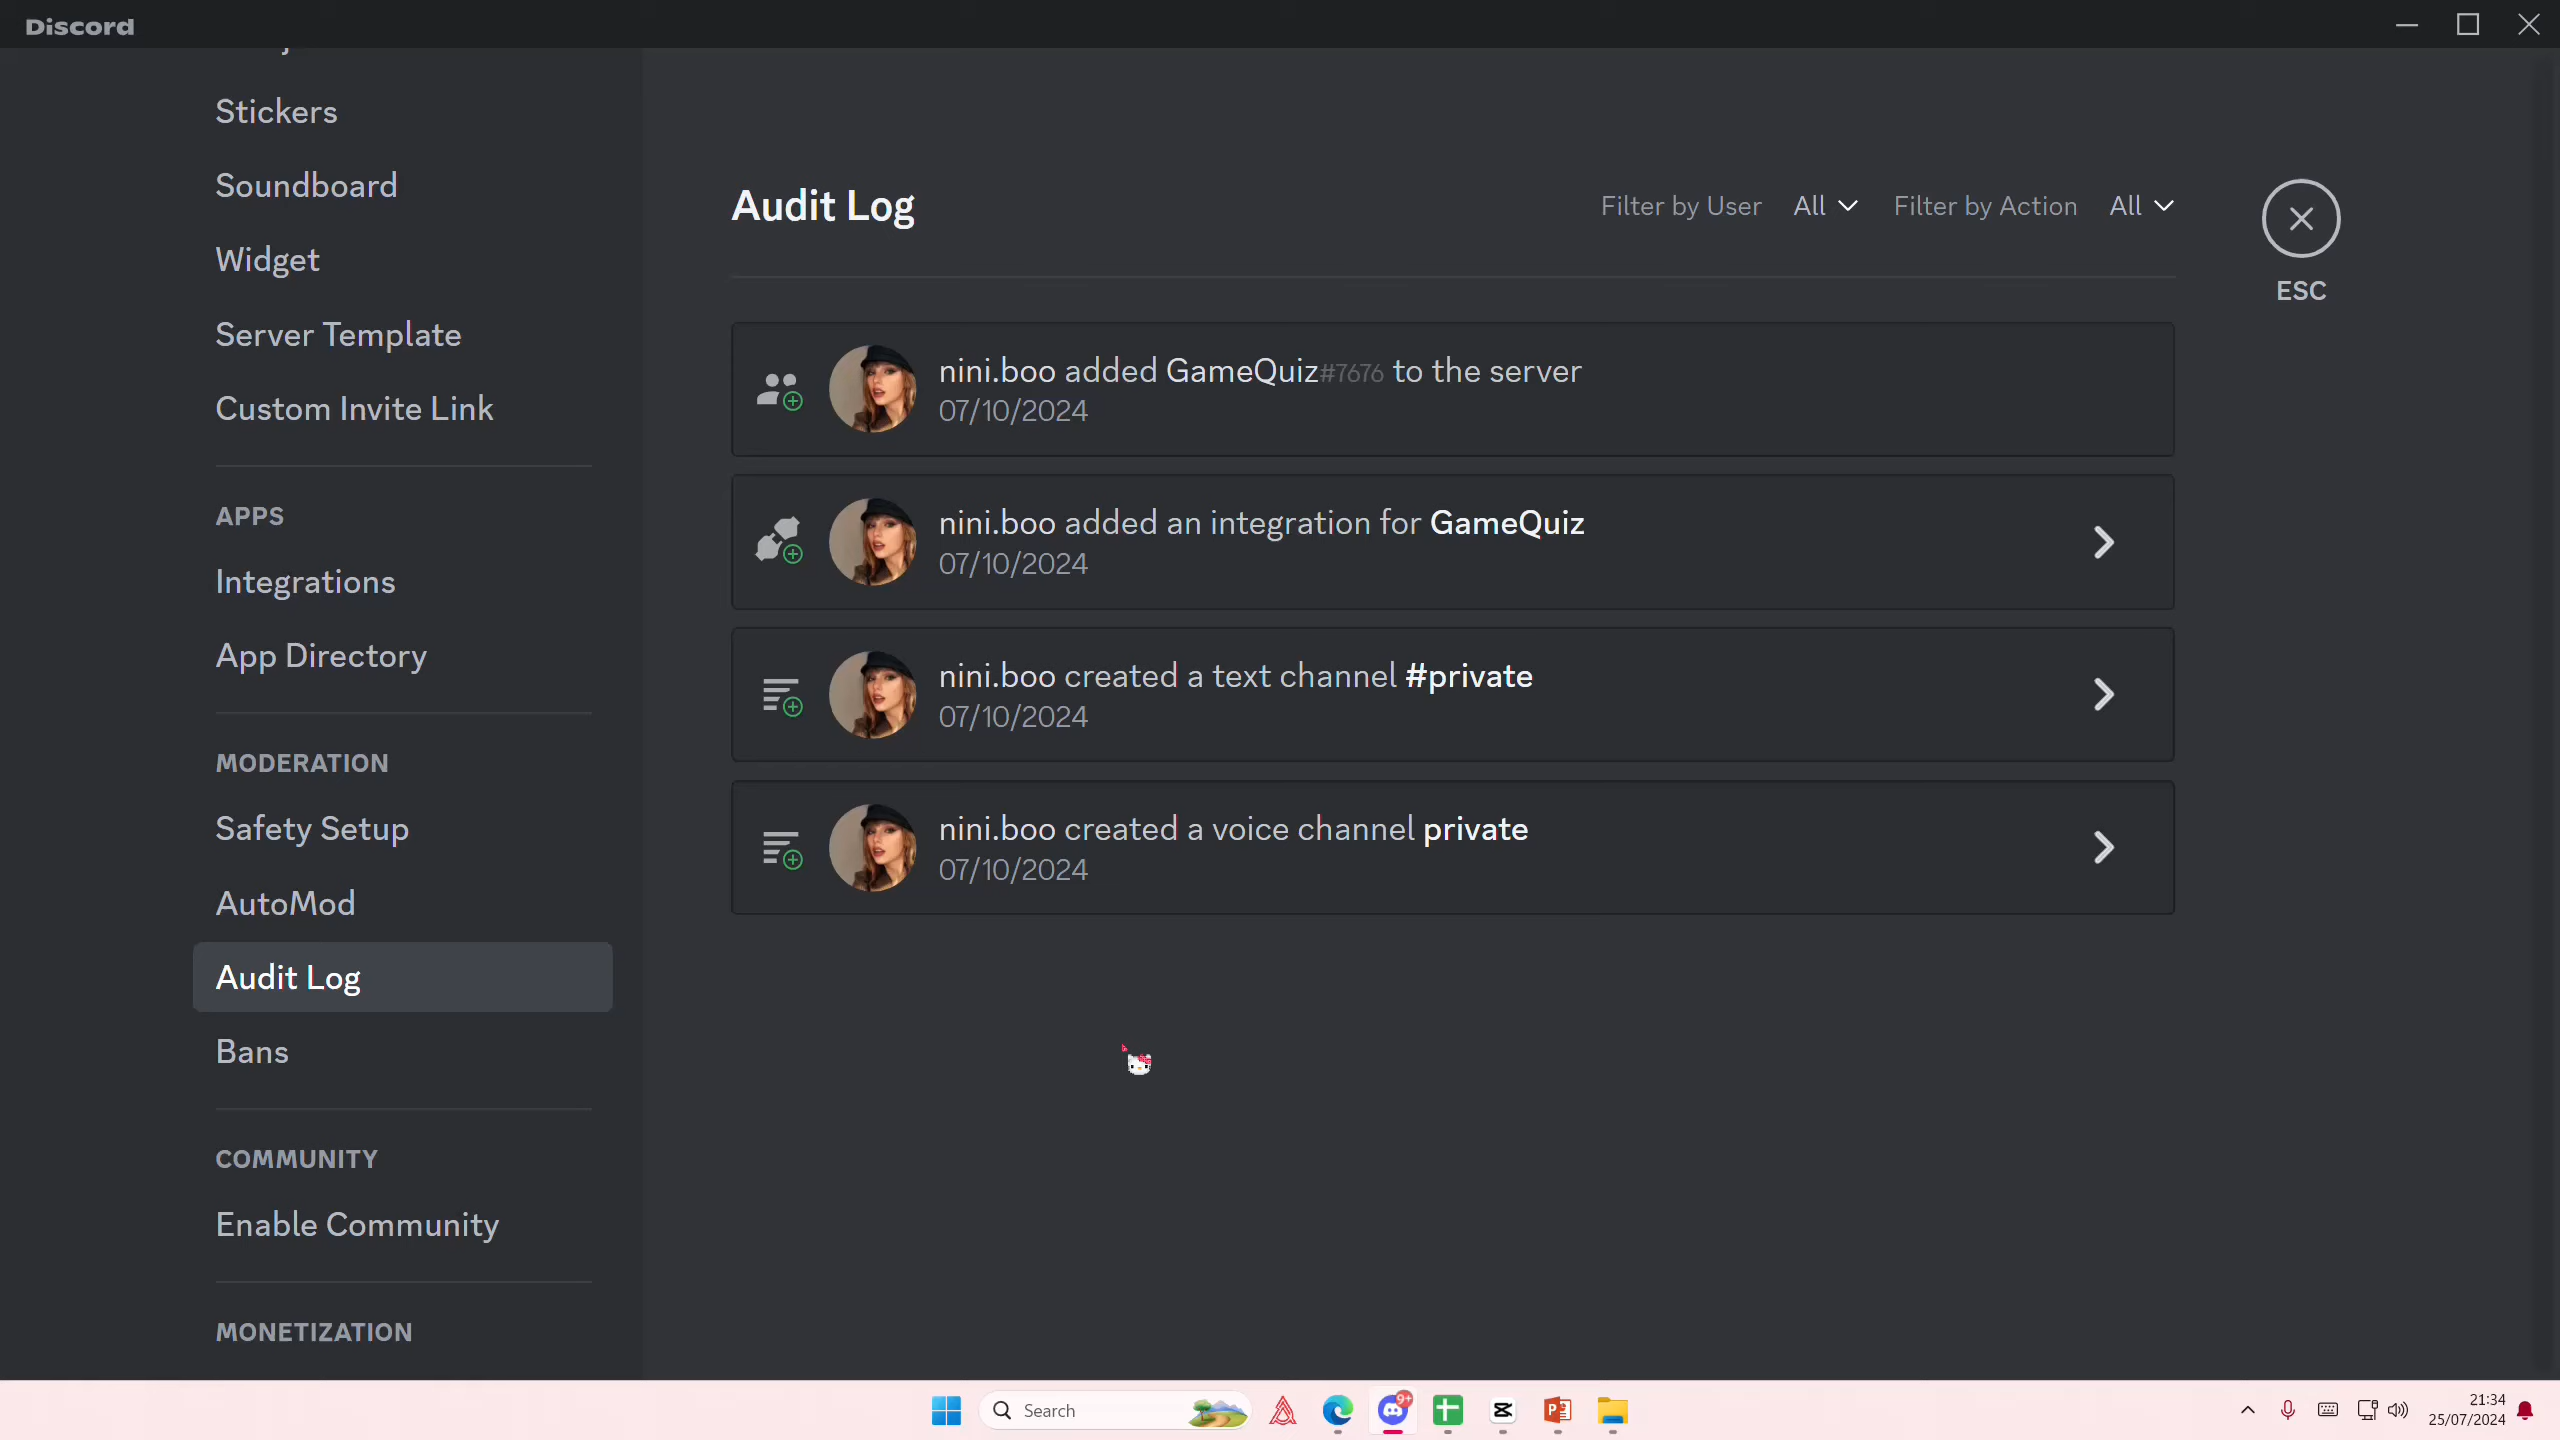 Discord
Stickers
Soundboard
Widget
Server Template
Custom Invite Link
APPS
Integrations
App Directory
MODERATION
Safety Setup
AutoMod
Audit Log
Bans
COMMUNITY
Enable Community
MONETIZATION
Audit Log
Filter by User All Filter by Action All
ESC
nini.boo added GameQuiz#7676 to the server
07/10/2024
nini.boo added an integration for GameQuiz
07/10/2024
nini.boo created a text channel #private
07/10/2024
nini.boo created a voice channel private
07/10/2024
Search
9+
P
21:34
25/07/2024